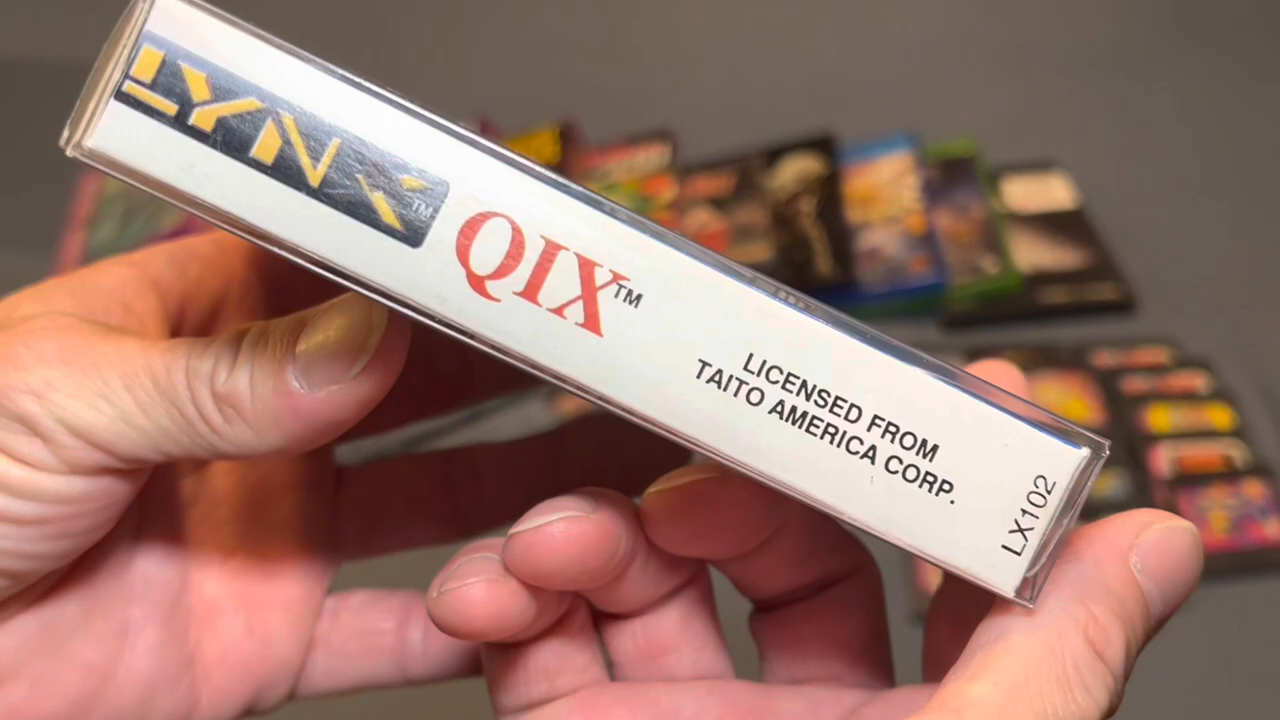 LYNX™
QIX™
LICENSED FROM
TAITO AMERICA CORP.
LX102